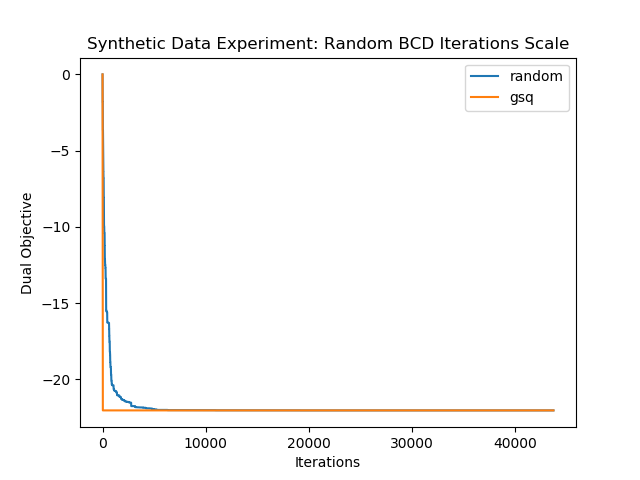 Synthetic Data Experiment: Random BCD Iterations Scale
random
gsq
0
−5
−10
−15
−20
Dual Objective
0
10000
20000
30000
40000
Iterations